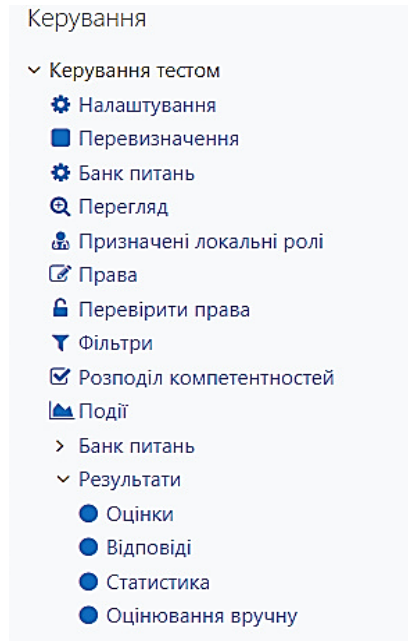 Керування
Керування тестом
Налаштування
Перевизначення
Банк питань
Перегляд
Призначені локальні ролі
Права
Перевірити права
Фільтри
Розподіл компетентностей
Події
Банк питань
Результати
Оцінки
Відповіді
Статистика
Оцінювання вручну